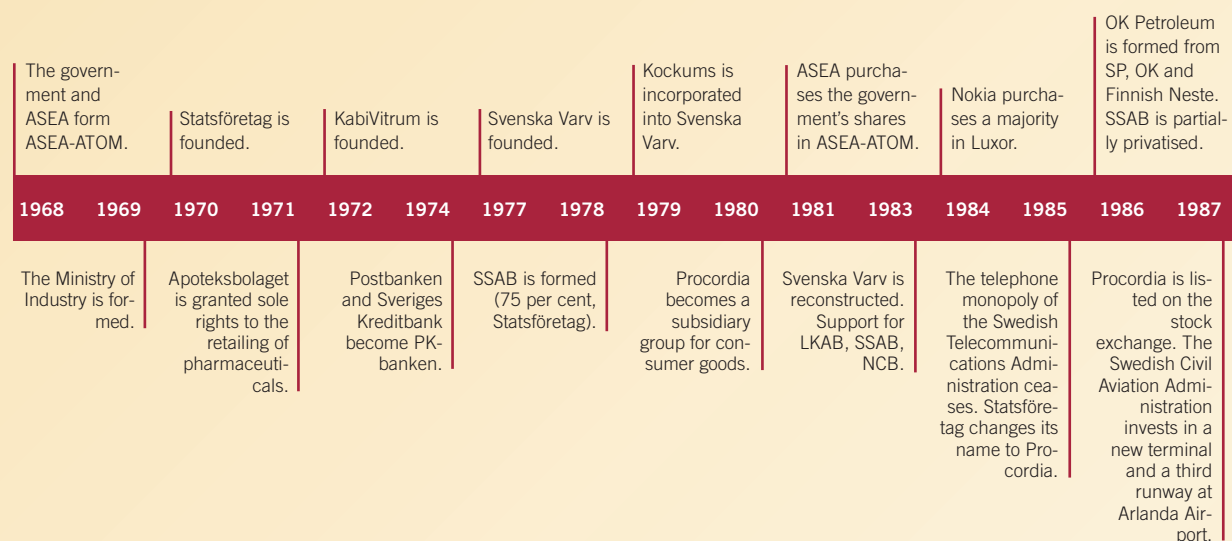 The govern-
ment and
ASEA form
ASEA-ATOM.
Statsföretag is
founded.
KabiVitrum is
founded.
Svenska Varv is
founded.
Kockums is
incorporated
into Svenska
Varv.
ASEA purcha-
ses the govern-
ment's shares
in ASEA-ATOM.
Nokia purcha-
ses a majority
in Luxor.
OK Petroleum
is formed from
SP, OK and
Finnish Neste.
SSAB is partial-
ly privatised.
1968 1969 1970 1971 1972 1974 1977 1978 1979 1980 1981 1983 1984 1985 1986 1987
The Ministry of
Industry is for-
med.
Apoteksbolaget
is granted sole
rights to the
retailing of
pharmaceuti-
cals.
Postbanken
and Sveriges
Kreditbank
become PK-
banken.
SSAB is formed
(75 per cent,
Statsföretag).
Procordia
becomes a
subsidiary
group for con-
sumer goods.
Svenska Varv is
reconstructed.
Support for
LKAB, SSAB,
NCB.
The telephone
monopoly of
the Swedish
Telecommuni-
cations Admi-
nistration cea-
ses. Statsföre-
tag changes its
name to Pro-
cordia.
Procordia is lis-
ted on the
stock
exchange. The
Swedish Civil
Aviation Admi-
nistration
invests in a
new terminal
and a third
runway at
Arlanda Air-
port.